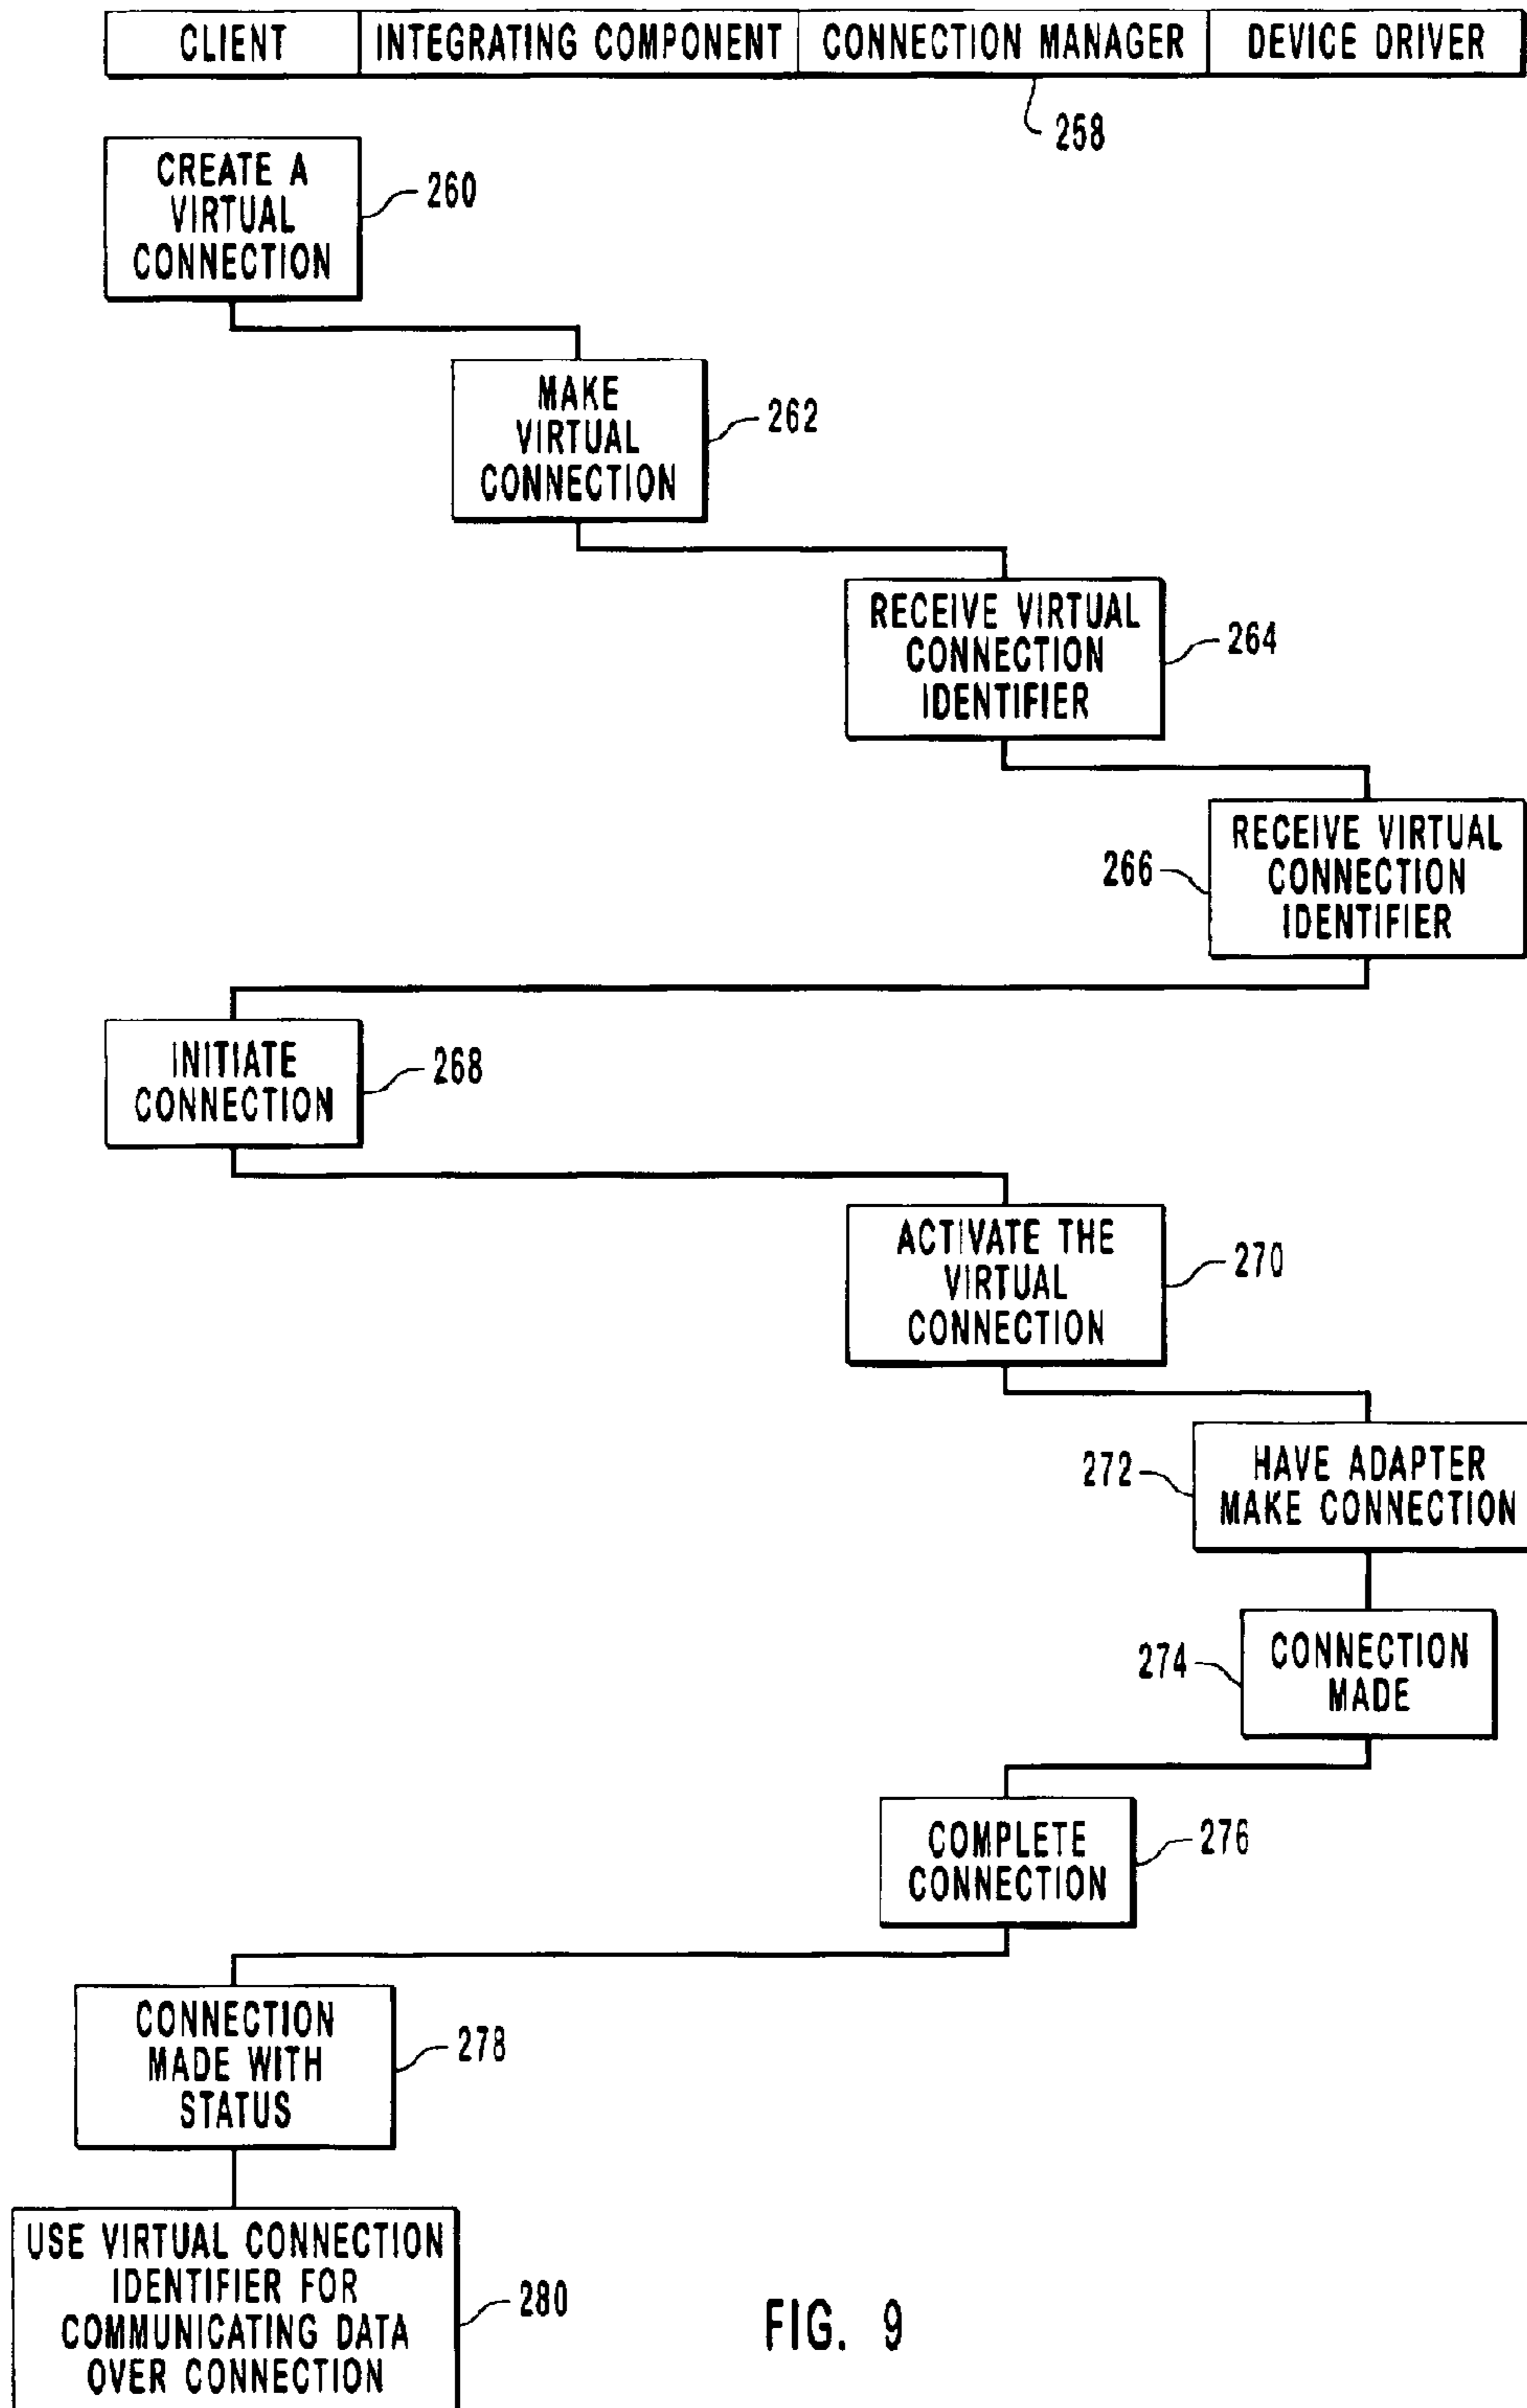 CLIENT INTEGRATING COMPONENT CONNECTION MANAGER DEVICE DRIVER
258
CREATE A
VIRTUAL
CONNECTION
260
MAKE
VIRTUAL
CONNECTION
262
RECEIVE VIRTUAL
CONNECTION
IDENTIFIER
264
RECEIVE VIRTUAL
CONNECTION
IDENTIFIER
266
INITIATE
CONNECTION
268
ACTIVATE THE
VIRTUAL
CONNECTION
270
HAVE ADAPTER
MAKE CONNECTION
272
CONNECTION
MADE
274
COMPLETE
CONNECTION
276
CONNECTION
MADE WITH
STATUS
278
USE VIRTUAL CONNECTION
IDENTIFIER FOR
COMMUNICATING DATA
OVER CONNECTION
280
FIG. 9